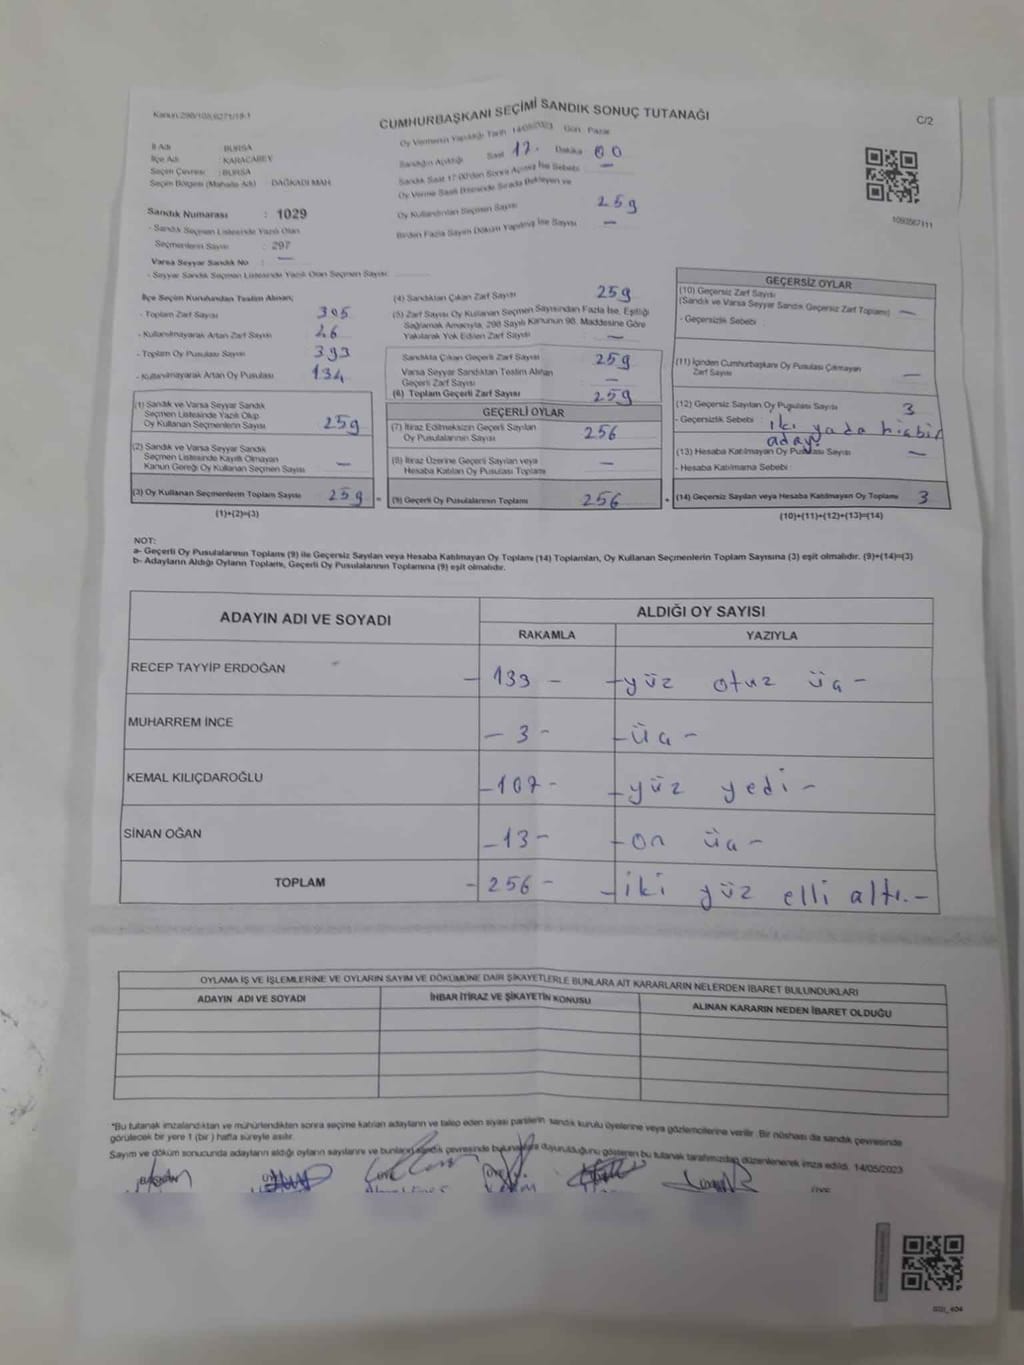 Kanun:298/103,6271/19-1
CUMHURBAŞKANI SEÇİMİ SANDIK SONUÇ TUTANAĞI
C/2
İl Adı : BURSA
İlçe Adı : KARACABEY
Seçim Çevresi : BURSA
Seçim Bölgesi (Mahalle Adı) DAĞKADI MAH.
Oy Vermenin Yapıldığı Tarih 14/05/2023 Gün Pazar
Sandığın Açıldığı Saat 17. Dakika 00
Sandık Saat 17:00'den Sonra Açılmış İse Sebebi —
Oy Verme Saati Bitiminde Sırada Bekleyen ve
Oy Kullandırılan Seçmen Sayısı 259
Birden Fazla Sayım Döküm Yapılmış İse Sayısı —
1093567111
Sandık Numarası : 1029
- Sandık Seçmen Listesinde Yazılı Olan
Seçmenlerin Sayısı : 297
Varsa Seyyar Sandık No : —
- Seyyar Sandık Seçmen Listesinde Yazılı Olan Seçmen Sayısı:
İlçe Seçim Kurulundan Teslim Alınan;
- Toplam Zarf Sayısı
- Kullanılmayarak Artan Zarf Sayısı
- Toplam Oy Pusulası Sayısı 393
- Kullanılmayarak Artan Oy Pusulası 134
(1) Sandık ve Varsa Seyyar Sandık
Seçmen Listesinde Yazılı Olup
Oy Kullanan Seçmenlerin Sayısı 259
(2) Sandık ve Varsa Seyyar Sandık
Seçmen Listesinde Kayıtlı Olmayan
Kanun Gereği Oy Kullanan Seçmen Sayısı —
(3) Oy Kullanan Seçmenlerin Toplam Sayısı 259 =
(1)+(2)=(3)
(4) Sandıktan Çıkan Zarf Sayısı 259
(5) Zarf Sayısı Oy Kullanan Seçmen Sayısından Fazla İse, Eşitliği
Sağlamak Amacıyla, 298 Sayılı Kanunun 98. Maddesine Göre
Yakılarak Yok Edilen Zarf Sayısı —
Sandıkta Çıkan Geçerli Zarf Sayısı 259
Varsa Seyyar Sandıktan Teslim Alınan
Geçerli Zarf Sayısı —
(6) Toplam Geçerli Zarf Sayısı 259
GEÇERLİ OYLAR
(7) İtiraz Edilmeksizin Geçerli Sayılan
Oy Pusulalarının Sayısı 256
(8) İtiraz Üzerine Geçerli Sayılan veya
Hesaba Katılan Oy Pusulası Toplamı —
(9) Geçerli Oy Pusulalarının Toplamı 256 +
GEÇERSİZ OYLAR
(10) Geçersiz Zarf Sayısı
(Sandık ve Varsa Seyyar Sandık Geçersiz Zarf Toplamı) —
- Geçersizlik Sebebi :
(11) İçinden Cumhurbaşkanı Oy Pusulası Çıkmayan
Zarf Sayısı —
(12) Geçersiz Sayılan Oy Pusulası Sayısı 3
- Geçersizlik Sebebi : iki yada hiçbir
aday.
(13) Hesaba Katılmayan Oy Pusulası Sayısı —
- Hesaba Katılmama Sebebi :
(14) Geçersiz Sayılan veya Hesaba Katılmayan Oy Toplamı 3
(10)+(11)+(12)+(13)=(14)
NOT:
a- Geçerli Oy Pusulalarının Toplamı (9) ile Geçersiz Sayılan veya Hesaba Katılmayan Oy Toplamı (14) Toplamları, Oy Kullanan Seçmenlerin Toplam Sayısına (3) eşit olmalıdır. (9)+(14)=(3)
b- Adayların Aldığı Oyların Toplamı, Geçerli Oy Pusulalarının Toplamına (9) eşit olmalıdır.
ADAYIN ADI VE SOYADI
ALDIĞI OY SAYISI
RAKAMLA YAZIYLA
RECEP TAYYİP ERDOĞAN - 133 - - yüz otuz üç -
MUHARREM İNCE - 3 - - üç -
KEMAL KILIÇDAROĞLU - 107 - - yüz yedi -
SİNAN OĞAN - 13 - - on üç -
TOPLAM - 256 - - iki yüz elli altı. -
OYLAMA İŞ VE İŞLEMLERİNE VE OYLARIN SAYIM VE DÖKÜMÜNE DAİR ŞİKAYETLERLE BUNLARA AİT KARARLARIN NELERDEN İBARET BULUNDUKLARI
ADAYIN ADI VE SOYADI İHBAR İTİRAZ VE ŞİKAYETİN KONUSU ALINAN KARARIN NEDEN İBARET OLDUĞU
*Bu tutanak imzalandıktan ve mühürlendikten sonra seçime katılan adayların ve talep eden siyasi partilerin sandık kurulu üyelerine veya gözlemcilerine verilir. Bir nüshası da sandık çevresinde
görülecek bir yere 1 (bir) hafta süreyle asılır.
Sayım ve döküm sonucunda adayların aldığı oyların sayılarını ve bunların sandık çevresinde bulunanlara duyurulduğunu gösteren bu tutanak tarafımızdan düzenlenerek imza edildi. 14/05/2023